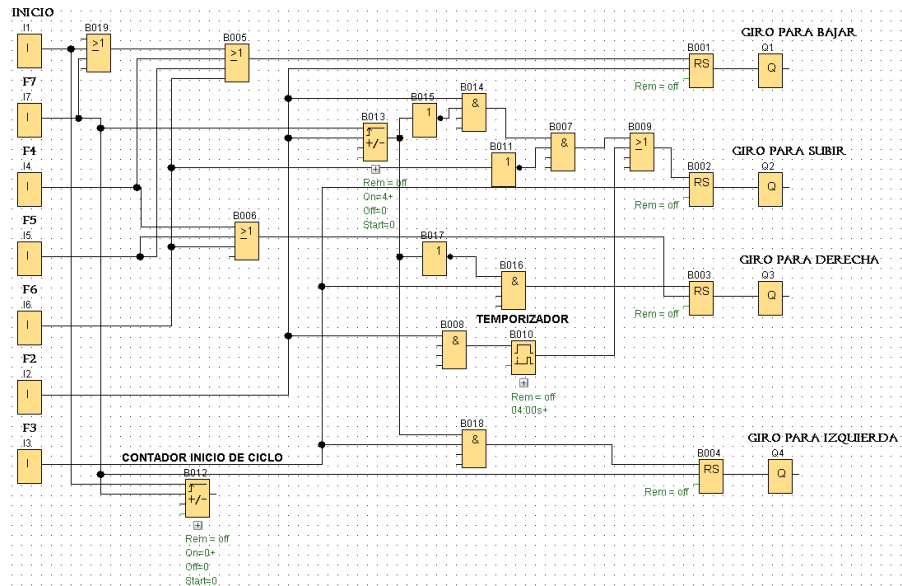 INICIO
I1.
I
B019.
>1
B005.
>1
GIRO PARA BAJAR
B001.
RS
Rem = off
Q1.
Q
F7
I7.
I
B013.
+/-
Rem = off
On=4+
Off=0
Start=0
B015.
1
B014.
&
B007.
&
B009.
>1
B011.
1
F4
I4.
I
GIRO PARA SUBIR
B002.
RS
Rem = off
Q2.
Q
F5
I5.
I
B006.
>1
B017.
1
B016.
&
GIRO PARA DERECHA
B003.
RS
Rem = off
Q3.
Q
F6
I6.
I
TEMPORIZADOR
B008.
&
B010.
Rem = off
04:00s+
F2
I2.
I
F3
I3.
I
CONTADOR INICIO DE CICLO
B012.
+/-
Rem = off
On=0+
Off=0
Start=0
B018.
&
GIRO PARA IZQUIERDA
B004.
RS
Rem = off
Q4.
Q